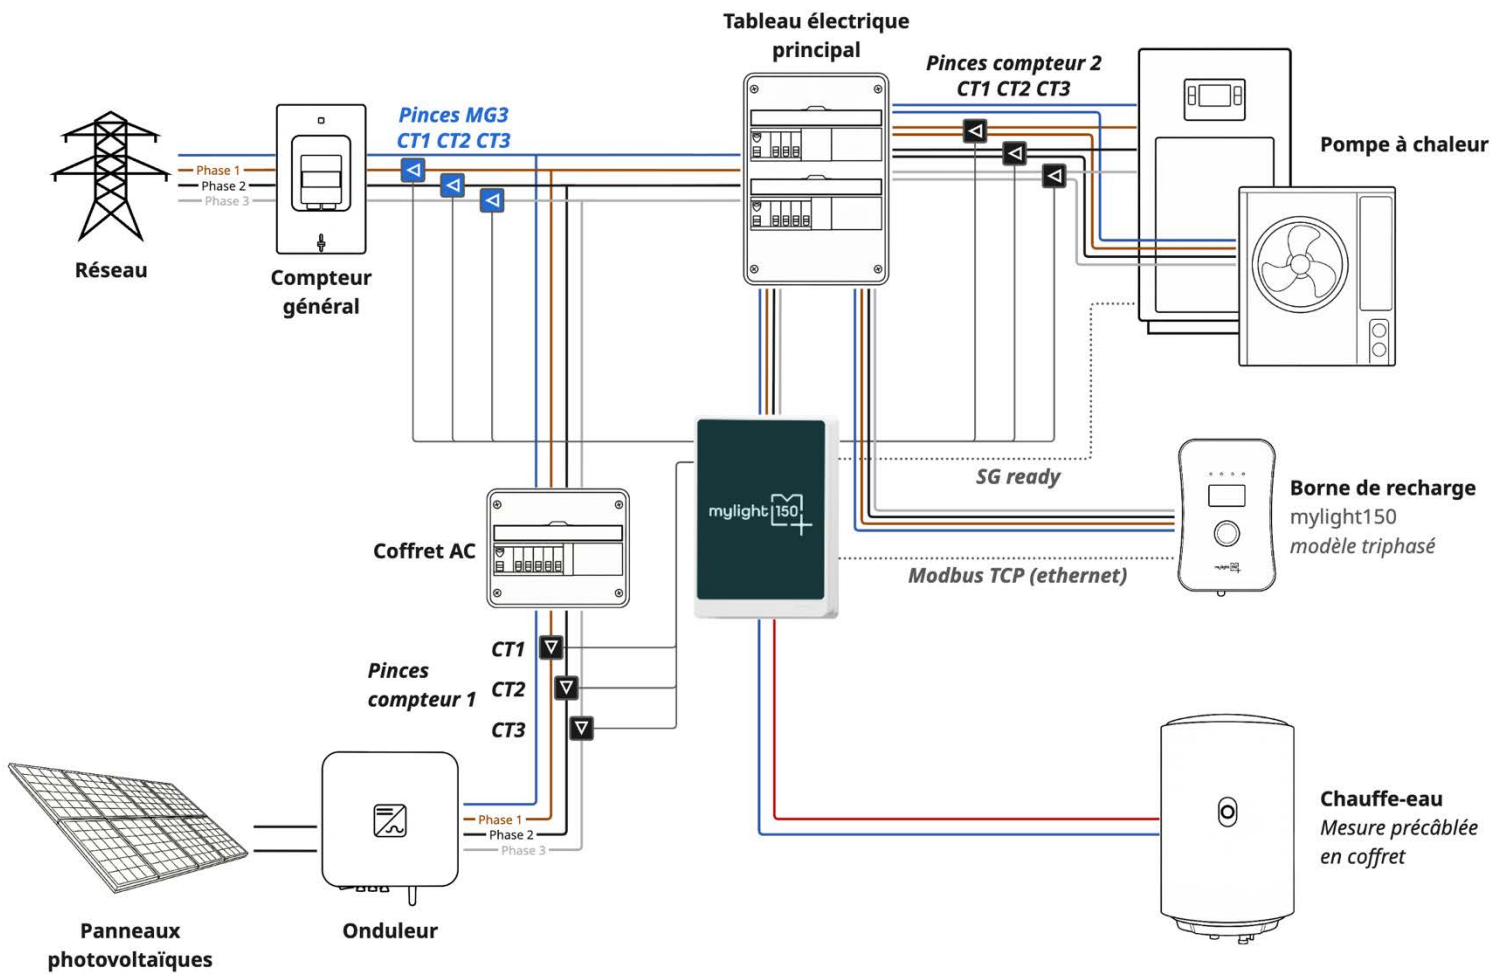 Tableau électrique
principal
Pinces compteur 2
CT1 CT2 CT3
Pinces MG3
CT1 CT2 CT3
Pompe à chaleur
Phase 1
Phase 2
Phase 3
Réseau
Compteur
général
SG ready
Borne de recharge
mylight150
modèle triphasé
mylight 150
Coffret AC
Modbus TCP (ethernet)
CT1
Pinces
compteur 1
CT2
CT3
Chauffe-eau
Mesure précâblée
en coffret
Phase 1
Phase 2
Phase 3
Panneaux
photovoltaïques
Onduleur